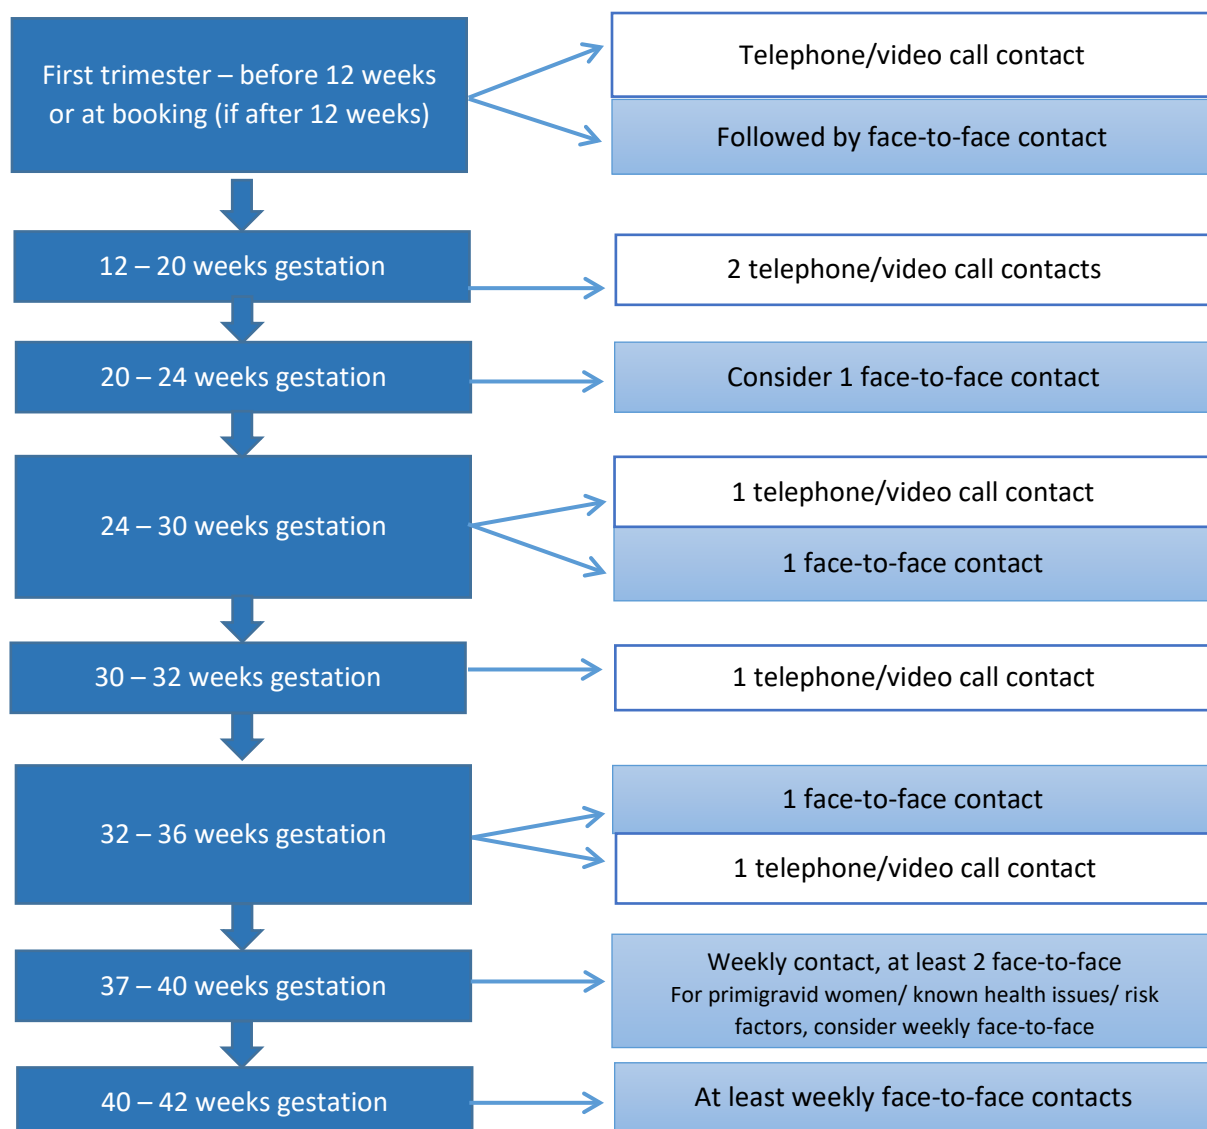 First trimester – before 12 weeks
or at booking (if after 12 weeks)
Telephone/video call contact
Followed by face-to-face contact
12 – 20 weeks gestation
2 telephone/video call contacts
20 – 24 weeks gestation
Consider 1 face-to-face contact
24 – 30 weeks gestation
1 telephone/video call contact
1 face-to-face contact
30 – 32 weeks gestation
1 telephone/video call contact
32 – 36 weeks gestation
1 face-to-face contact
1 telephone/video call contact
37 – 40 weeks gestation
Weekly contact, at least 2 face-to-face
For primigravid women/ known health issues/ risk
factors, consider weekly face-to-face
40 – 42 weeks gestation
At least weekly face-to-face contacts